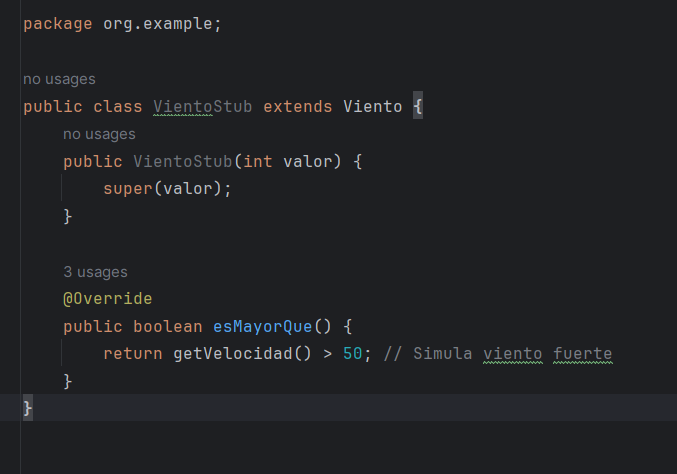 package org.example;
no usages
public class VientoStub extends Viento {
no usages
public VientoStub(int valor) {
super(valor);
}
3 usages
@Override
public boolean esMayorQue() {
return getVelocidad() > 50; // Simula viento fuerte
}
}